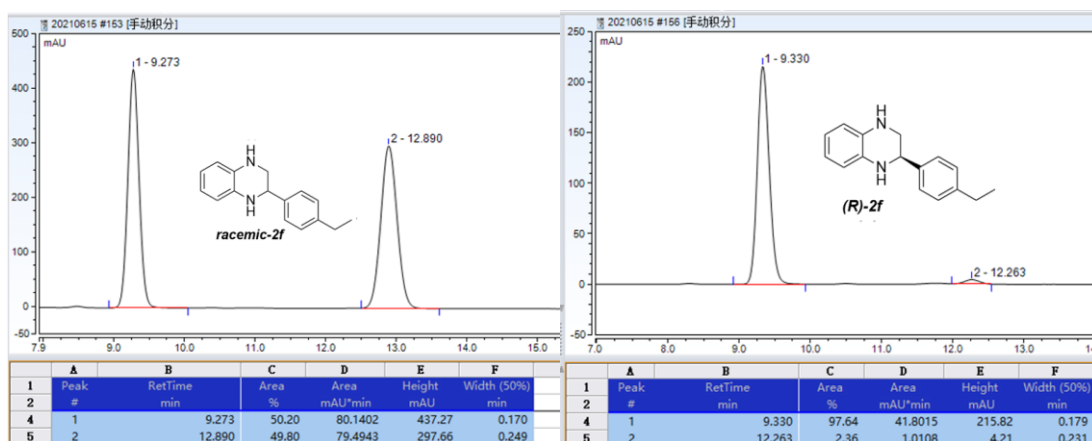 20210615 #153 [手动积分]
500
mAU
1 - 9.273
400
300
2 - 12.890
H
N
N
H
200
racemic-2f
100
0
-50
7.9 9.0 10.0 11.0 12.0 13.0 14.0 15.0
A B C D E F
1 Peak RetTime Area Area Height Width (50%)
2 # min % mAU*min mAU min
4 1 9.273 50.20 80.1402 437.27 0.170
5 2 12.890 49.80 79.4943 297.66 0.249
20210615 #156 [手动积分]
250
mAU
1 - 9.330
200
H
N
N
H
150
(R)-2f
100
50
2 - 12.263
0
-50
7.0 8.0 9.0 10.0 11.0 12.0 13.0
A B C D E F
1 Peak RetTime Area Area Height Width (50%)
2 # min % mAU*min mAU min
4 1 9.330 97.64 41.8015 215.82 0.179
5 2 12.263 2.36 1.0108 4.21 0.231